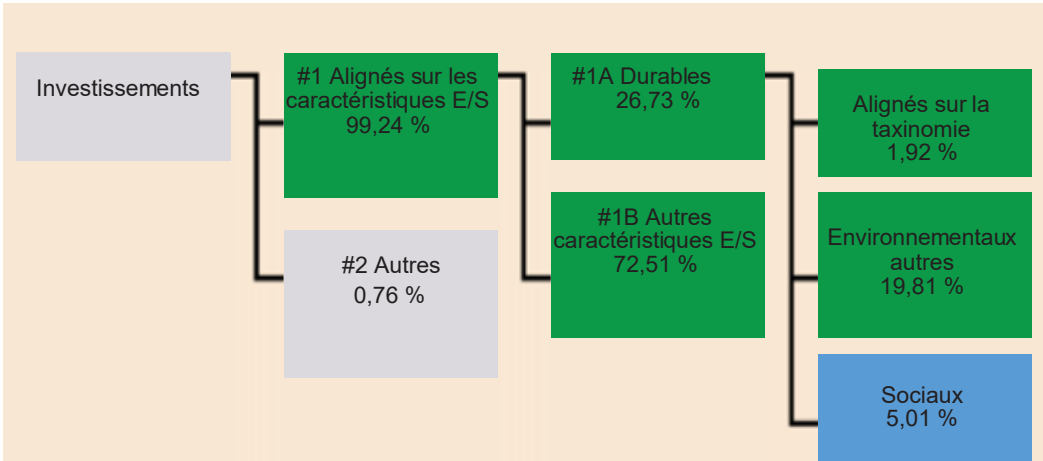 Investissements
#1 Alignés sur les
caractéristiques E/S
99,24 %
#2 Autres
0,76 %
#1A Durables
26,73 %
#1B Autres
caractéristiques E/S
72,51 %
Alignés sur la
taxinomie
1,92 %
Environnementaux
autres
19,81 %
Sociaux
5,01 %